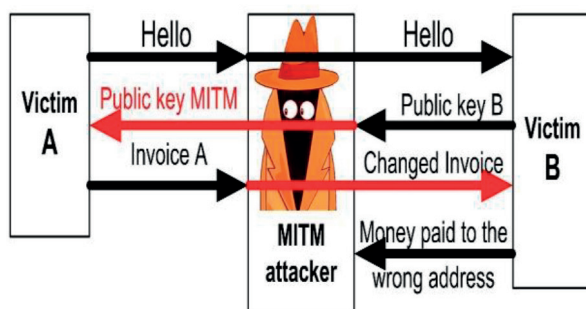 Hello
Hello
Victim
A
Public key MITM
Public key B
Victim
B
Invoice A
Changed Invoice
MITM
attacker
Money paid to the
wrong address